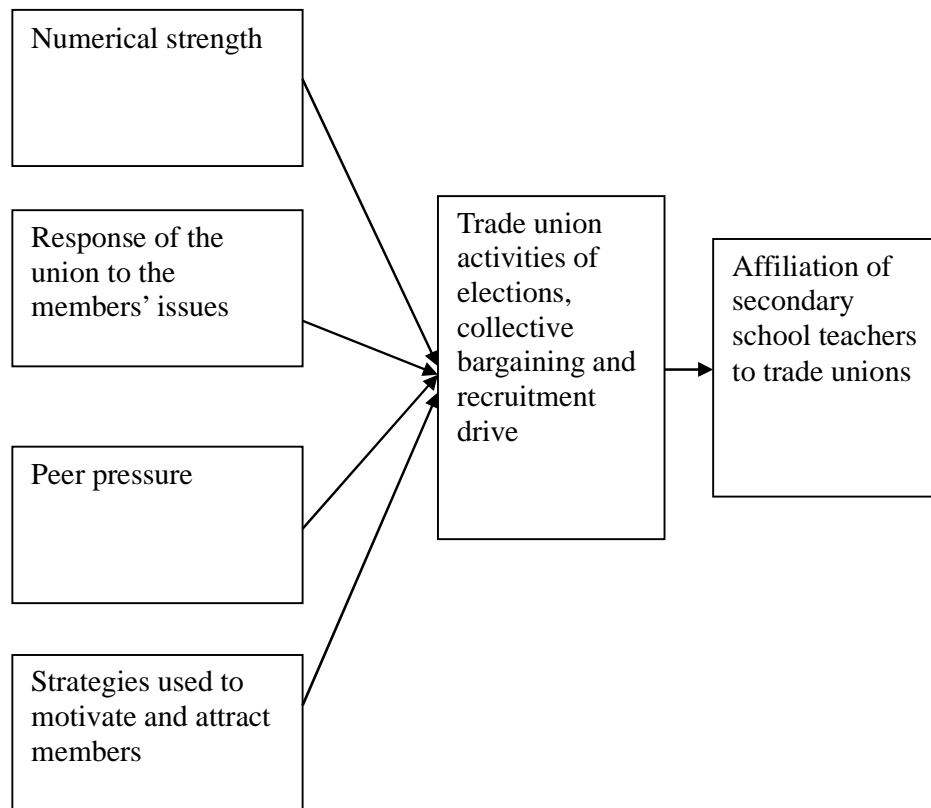 Numerical strength
Response of the
union to the
members’ issues
Peer pressure
Strategies used to
motivate and attract
members
Trade union
activities of
elections,
collective
bargaining and
recruitment
drive
Affiliation of
secondary
school teachers
to trade unions